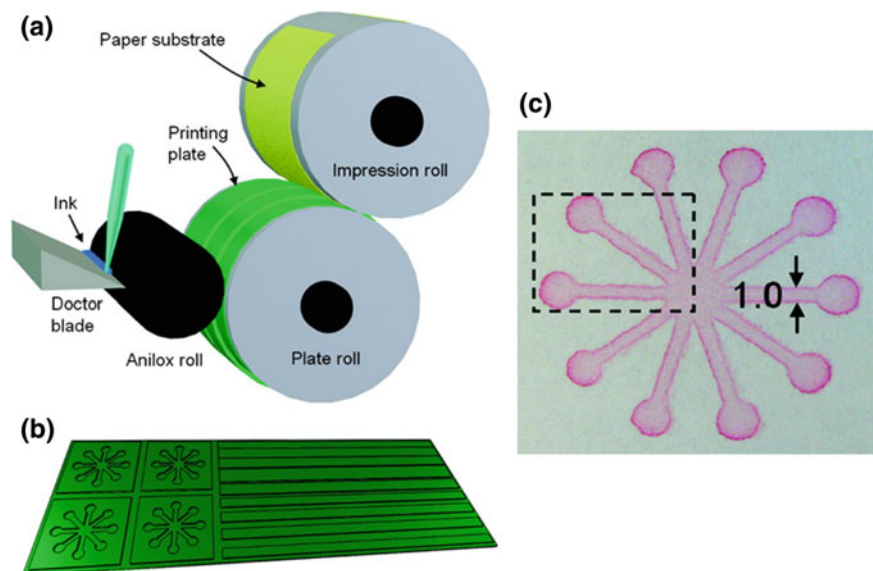 (a)
Paper substrate
Printing
plate
Impression roll
Ink
Doctor
blade
Anilox roll
Plate roll
(b)
(c)
1.0